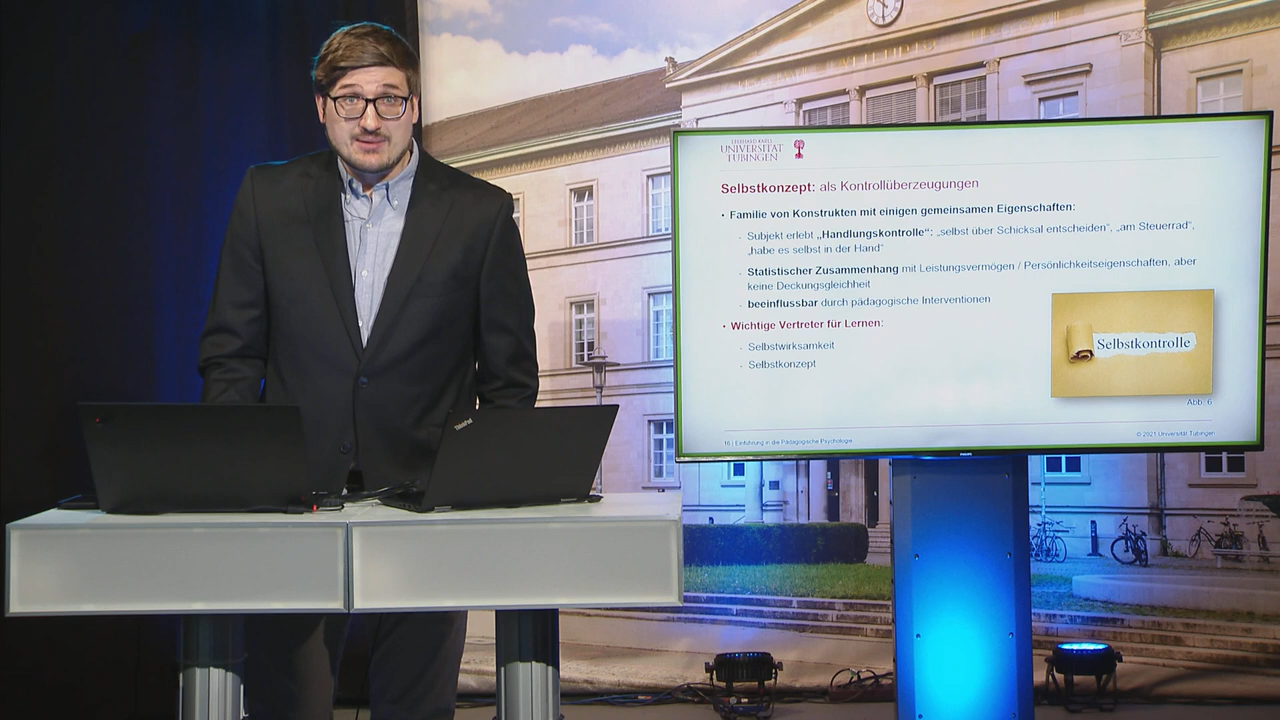 EBERHARD KARLS
UNIVERSITÄT
TÜBINGEN
Selbstkonzept: als Kontrollüberzeugungen
• Familie von Konstrukten mit einigen gemeinsamen Eigenschaften:
- Subjekt erlebt „Handlungskontrolle“: „selbst über Schicksal entscheiden“, „am Steuerrad“,
„habe es selbst in der Hand“
- Statistischer Zusammenhang mit Leistungsvermögen / Persönlichkeitseigenschaften, aber
keine Deckungsgleichheit
- beeinflussbar durch pädagogische Interventionen
• Wichtige Vertreter für Lernen:
- Selbstwirksamkeit
- Selbstkonzept
Selbstkontrolle
Abb. 6
16 | Einführung in die Pädagogische Psychologie
© 2021 Universität Tübingen
PHILIPS
ThinkPad